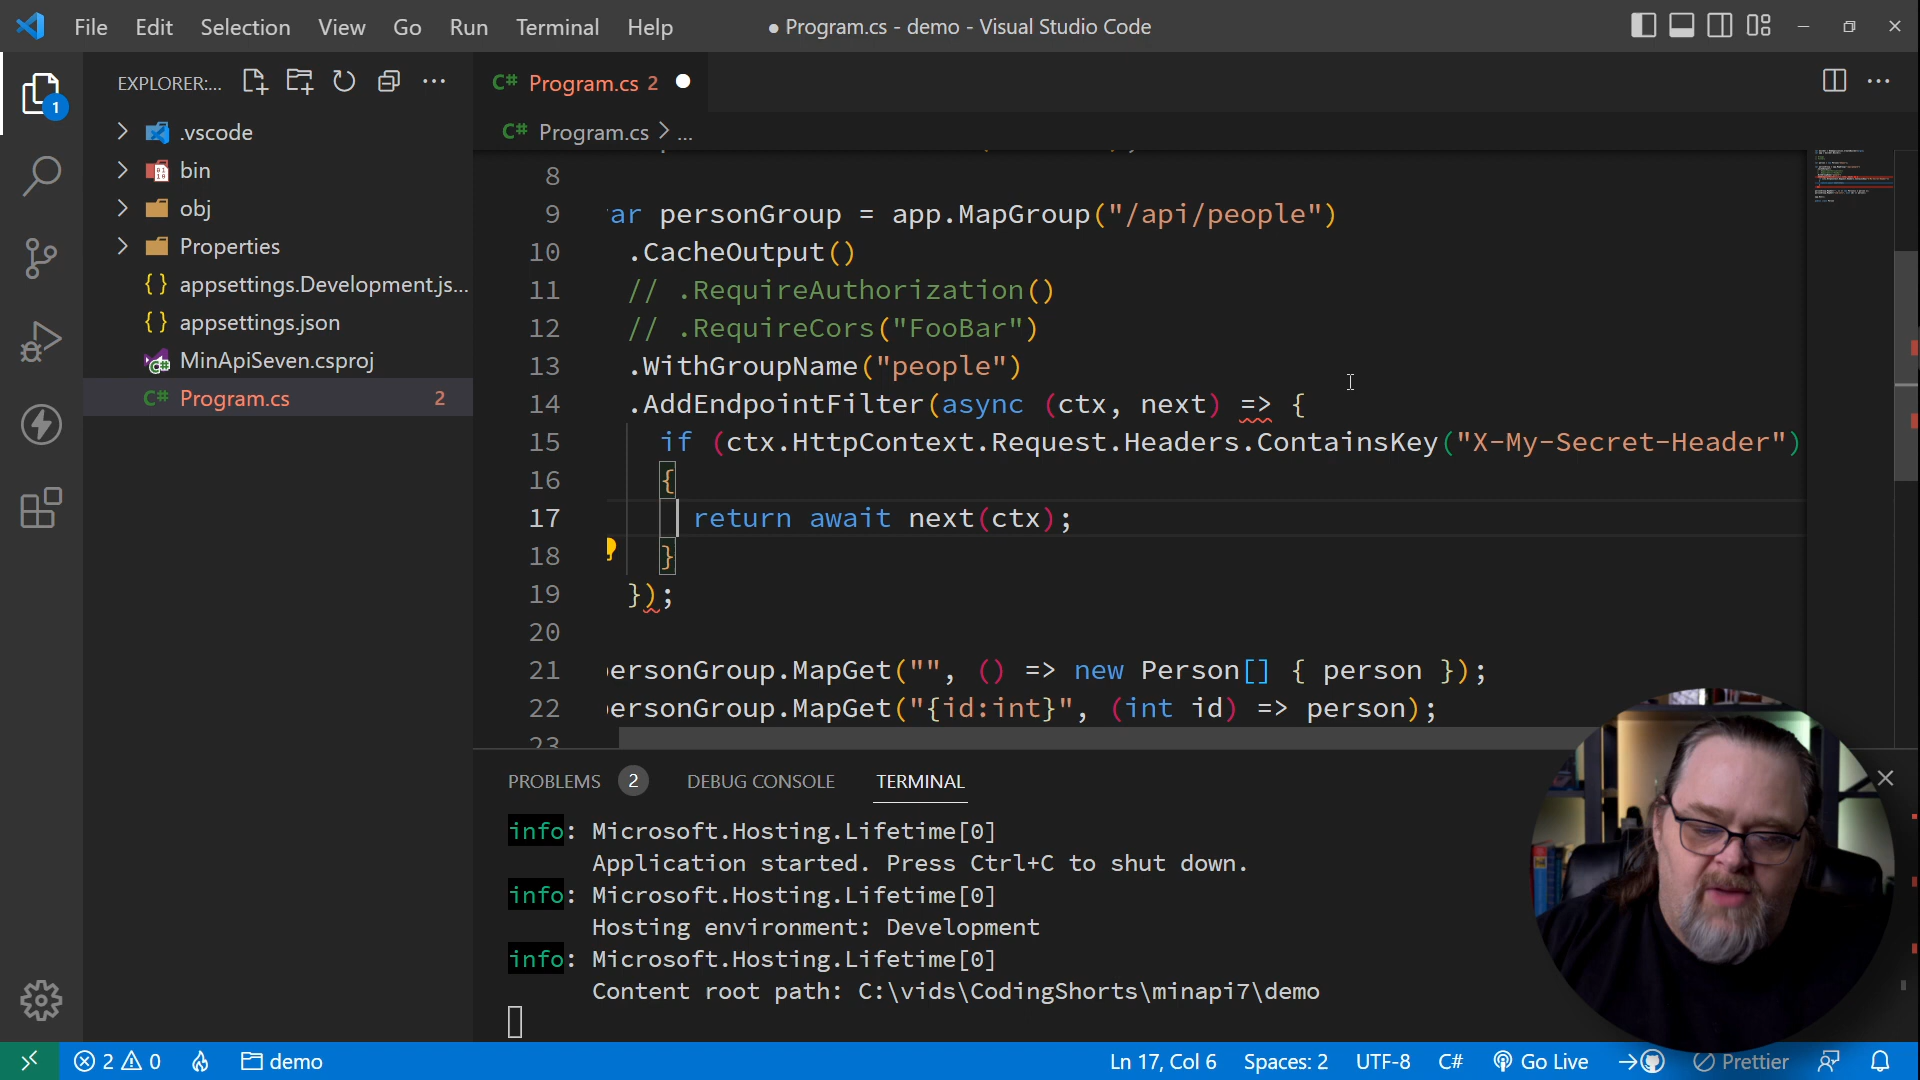 File Edit Selection View Go Run Terminal Help
● Program.cs - demo - Visual Studio Code
EXPLORER:...
1
.vscode
bin
obj
Properties
{ } appsettings.Development.js...
{ } appsettings.json
MinApiSeven.csproj
C# Program.cs 2
C# Program.cs 2 ●
C# Program.cs > ...
8
9 ar personGroup = app.MapGroup("/api/people")
10 .CacheOutput()
11 // .RequireAuthorization()
12 // .RequireCors("FooBar")
13 .WithGroupName("people")
14 .AddEndpointFilter(async (ctx, next) => {
15 if (ctx.HttpContext.Request.Headers.ContainsKey("X-My-Secret-Header")
16 {
17 return await next(ctx);
18 }
19 });
20
21 ersonGroup.MapGet("", () => new Person[] { person });
22 ersonGroup.MapGet("{id:int}", (int id) => person);
23
PROBLEMS 2 DEBUG CONSOLE TERMINAL
info: Microsoft.Hosting.Lifetime[0]
Application started. Press Ctrl+C to shut down.
info: Microsoft.Hosting.Lifetime[0]
Hosting environment: Development
info: Microsoft.Hosting.Lifetime[0]
Content root path: C:\vids\CodingShorts\minapi7\demo
2 0 demo Ln 17, Col 6 Spaces: 2 UTF-8 C# Go Live Prettier